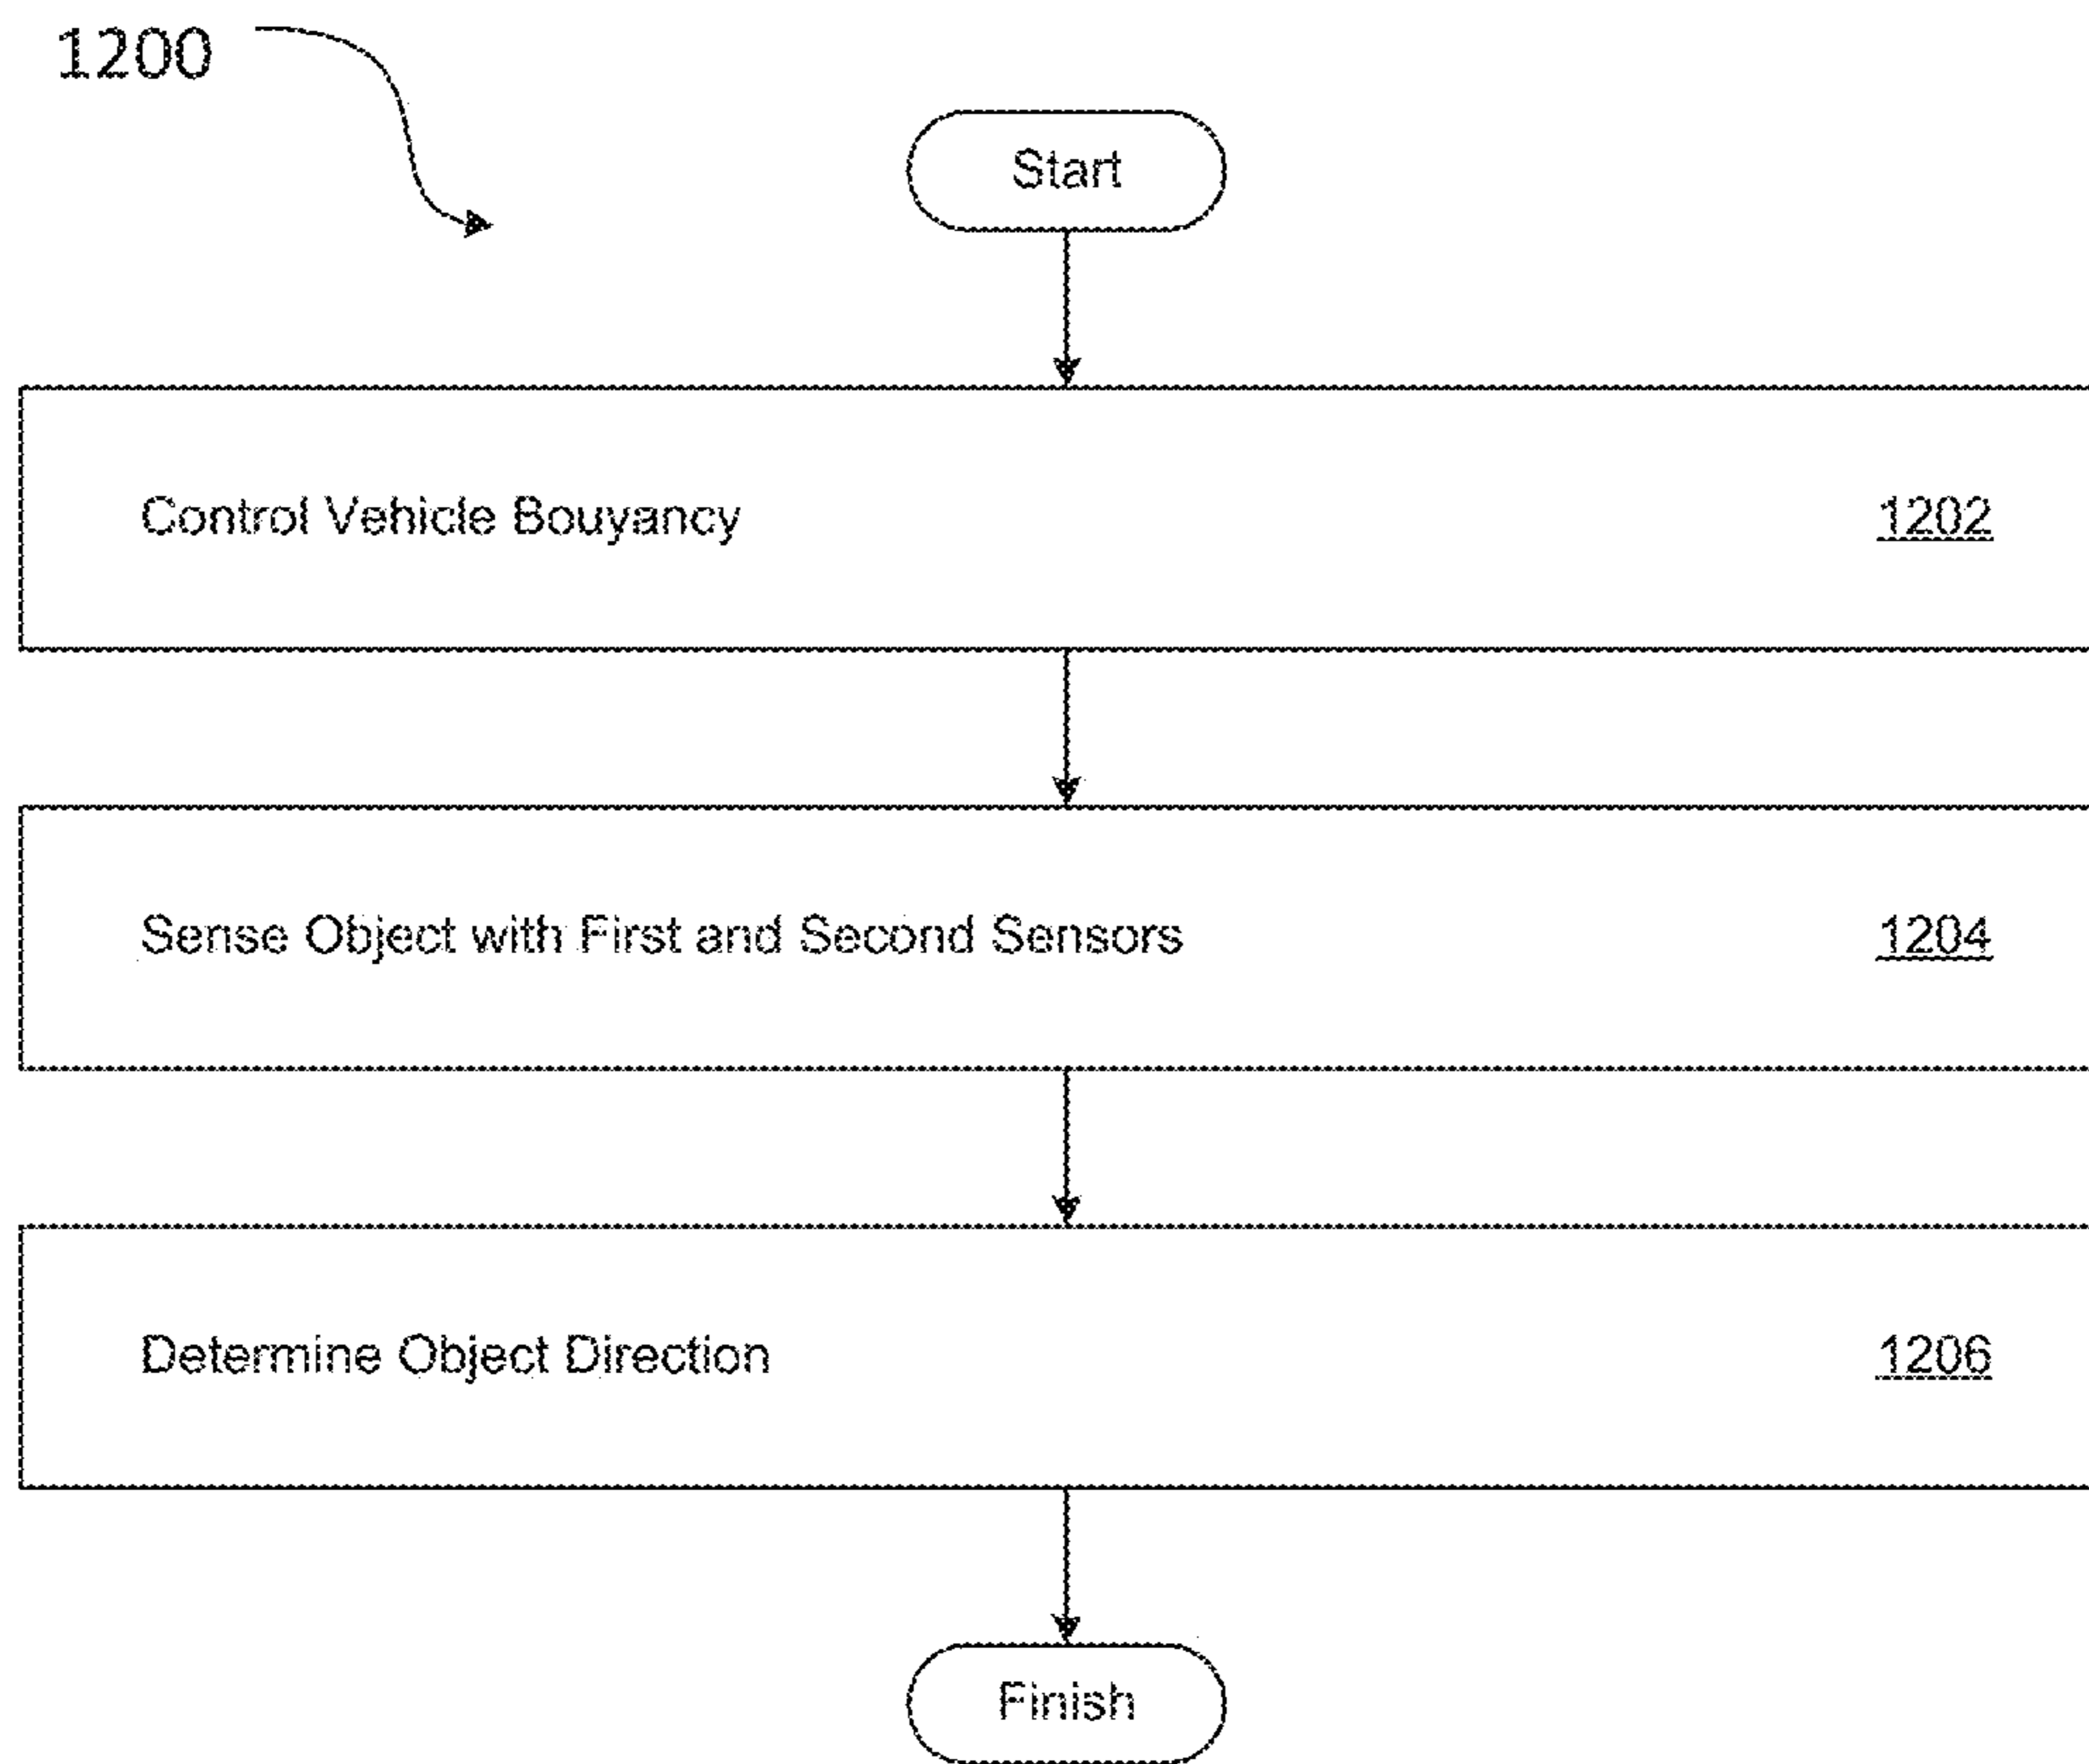 1200
Start
Control Vehicle Bouyancy 1202
Sense Object with First and Second Sensors 1204
Determine Object Direction 1206
Finish